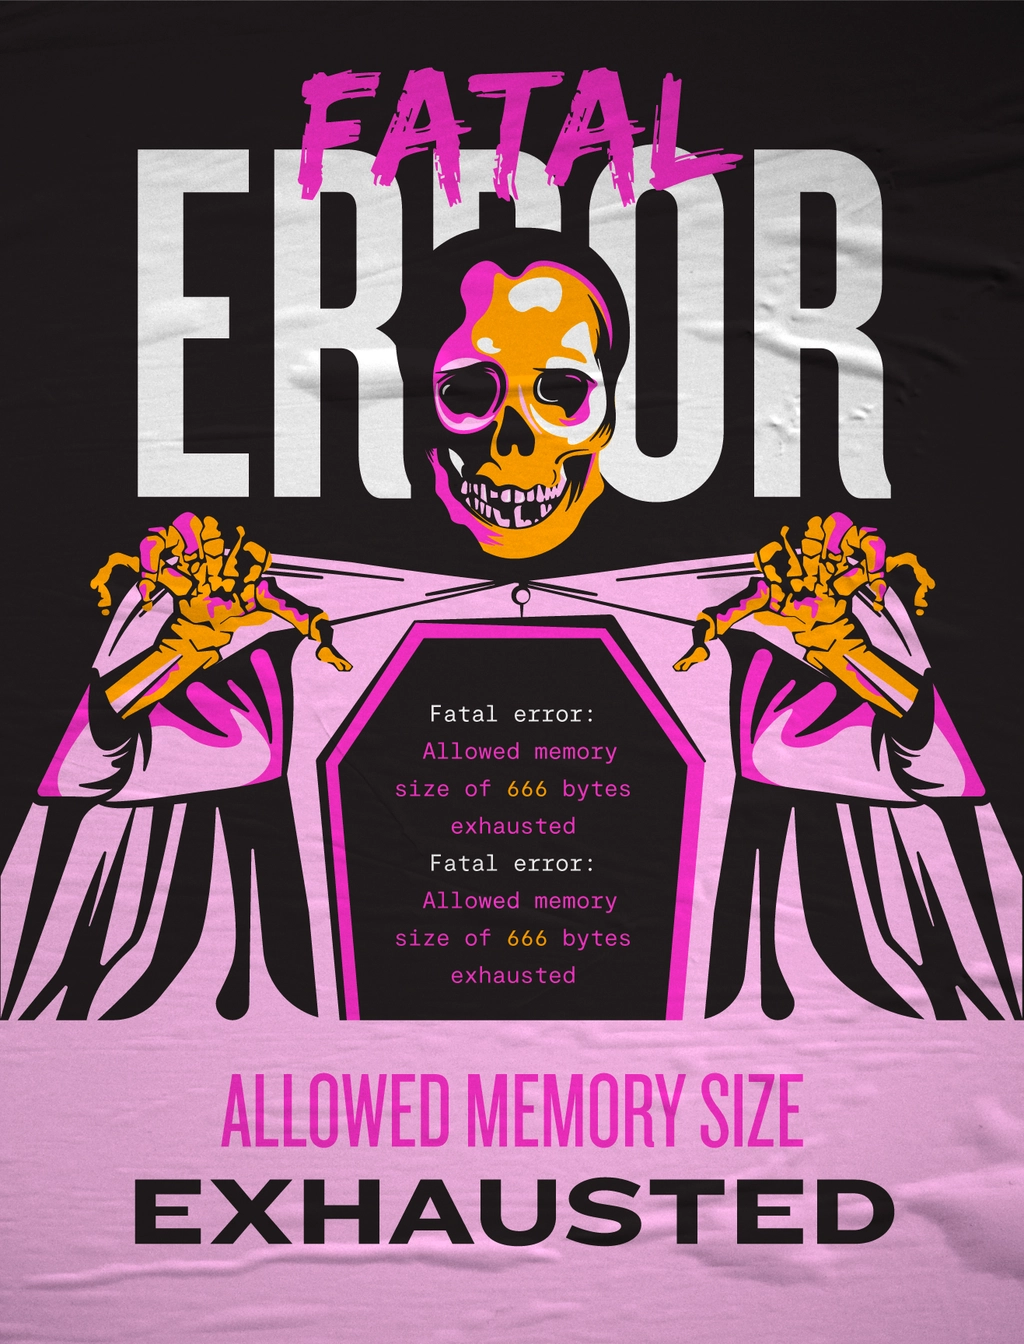 FATAL
ERROR
Fatal error:
Allowed memory
size of 666 bytes
exhausted
Fatal error:
Allowed memory
size of 666 bytes
exhausted
ALLOWED MEMORY SIZE
EXHAUSTED